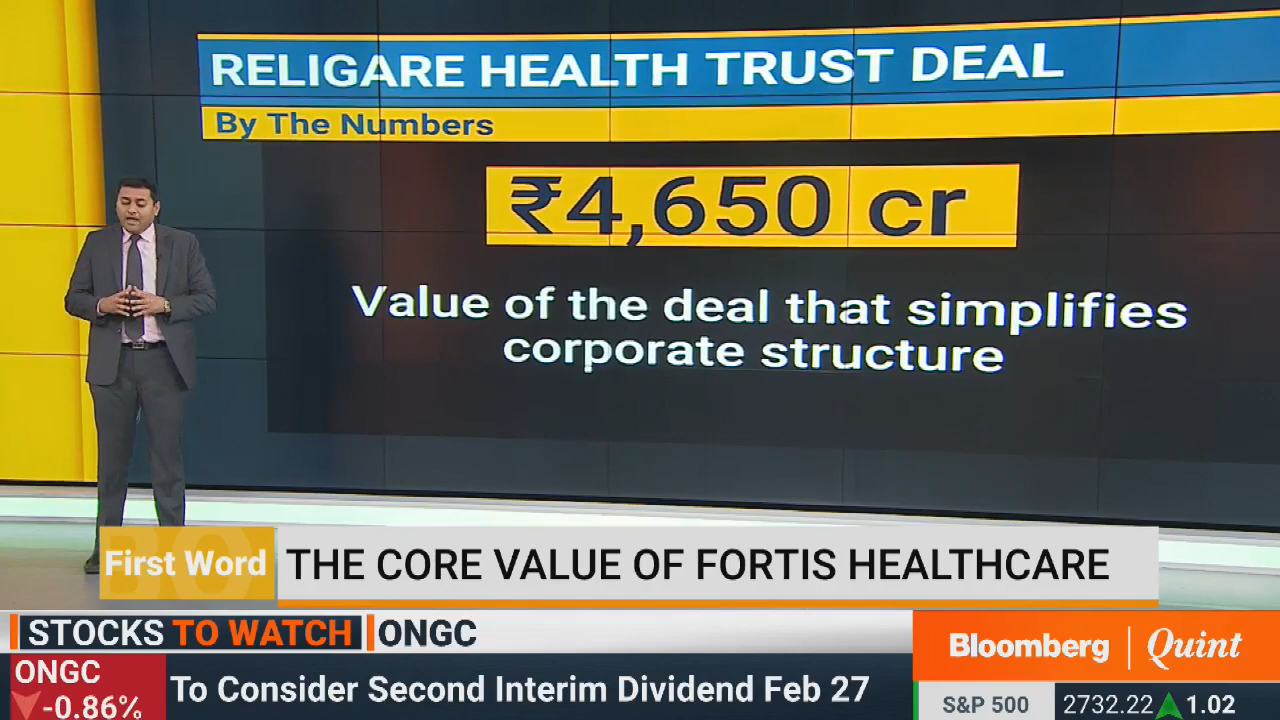 RELIGARE HEALTH TRUST DEAL
By The Numbers
₹4,650 cr
Value of the deal that simplifies
corporate structure
First Word
THE CORE VALUE OF FORTIS HEALTHCARE
STOCKS TO WATCH ONGC
Bloomberg | Quint
ONGC
-0.86%
To Consider Second Interim Dividend Feb 27
S&P 500 2732.22 1.02